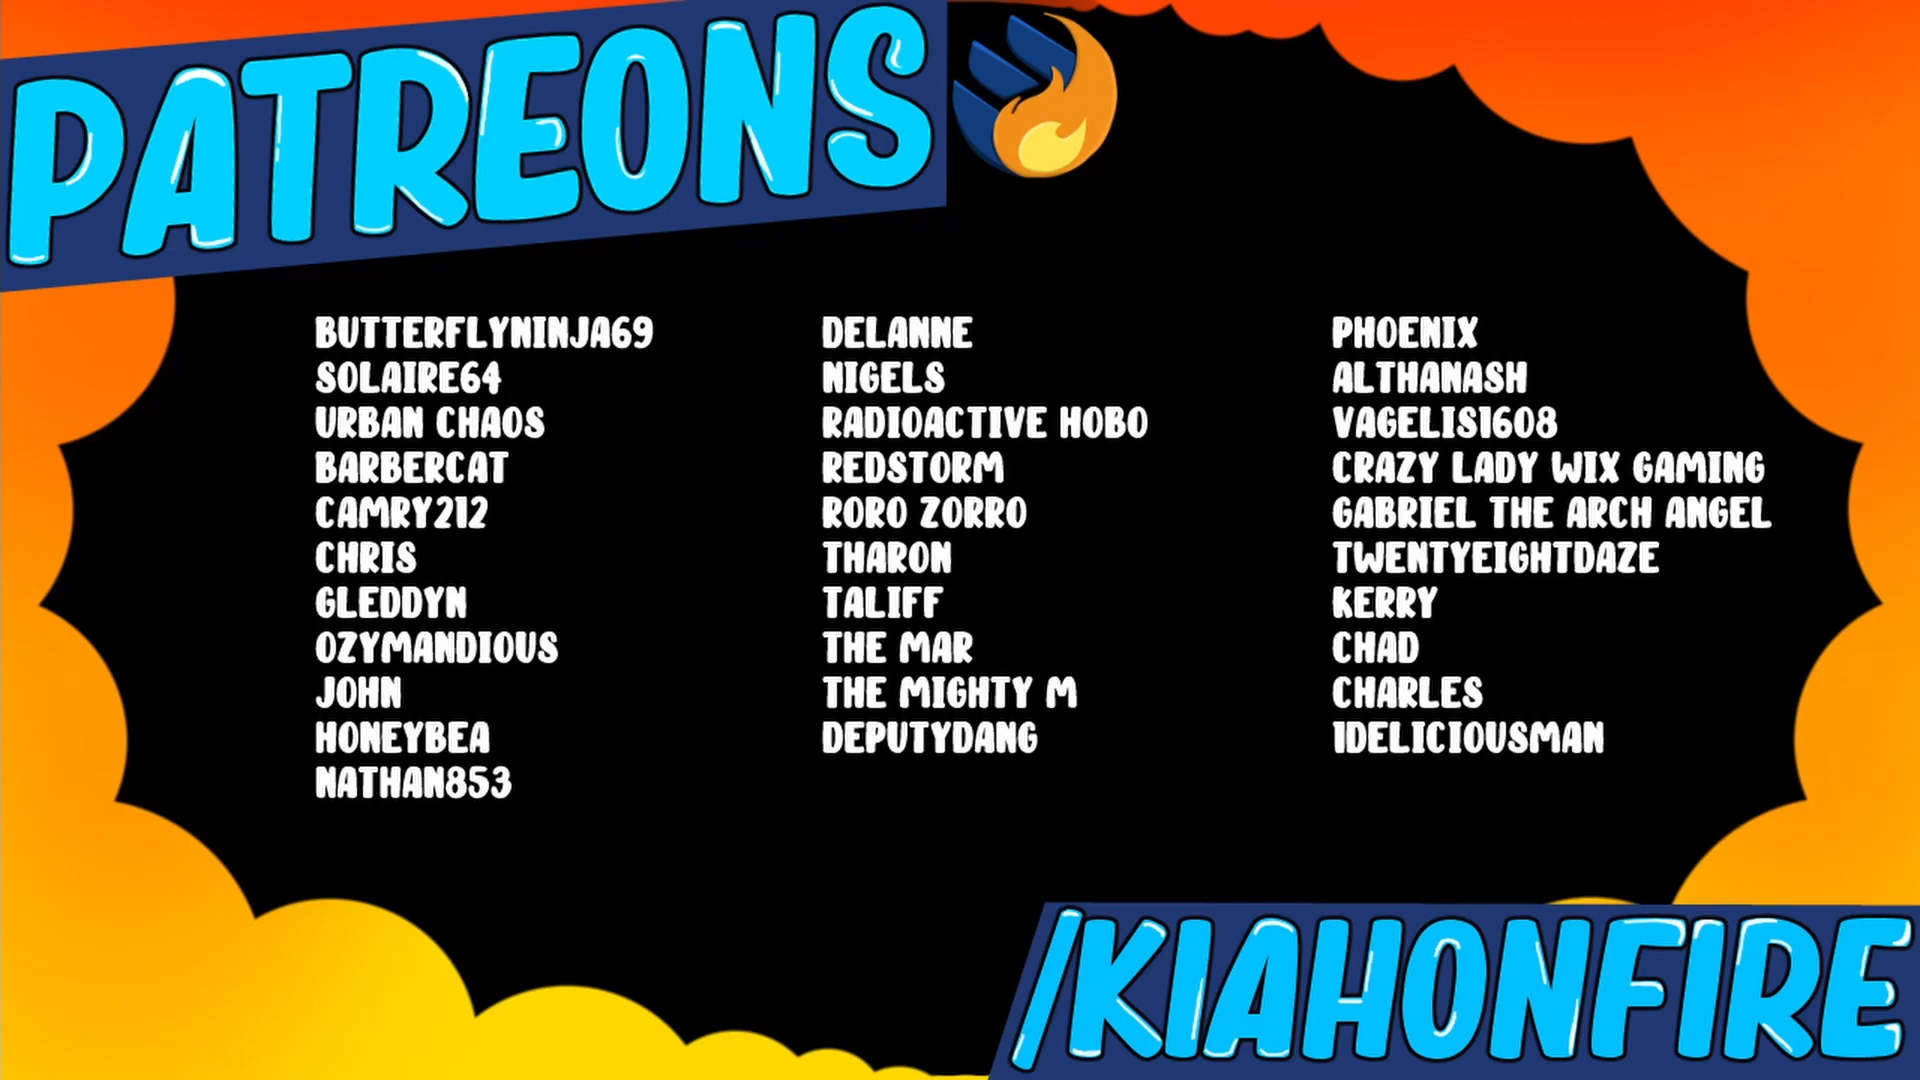 PATREONS
BUTTERFLYNINJA69
SOLAIRE64
URBAN CHAOS
BARBERCAT
CAMRY212
CHRIS
GLEDDYN
OZYMANDIOUS
JOHN
HONEYBEA
NATHAN853
DELANNE
NIGELS
RADIOACTIVE HOBO
REDSTORM
RORO ZORRO
THARON
TALIFF
THE MAR
THE MIGHTY M
DEPUTYDANG
PHOENIX
ALTHANASH
VAGELIS1608
CRAZY LADY WIX GAMING
GABRIEL THE ARCH ANGEL
TWENTYEIGHTDAZE
KERRY
CHAD
CHARLES
1DELICIOUSMAN
/KIAHONFIRE